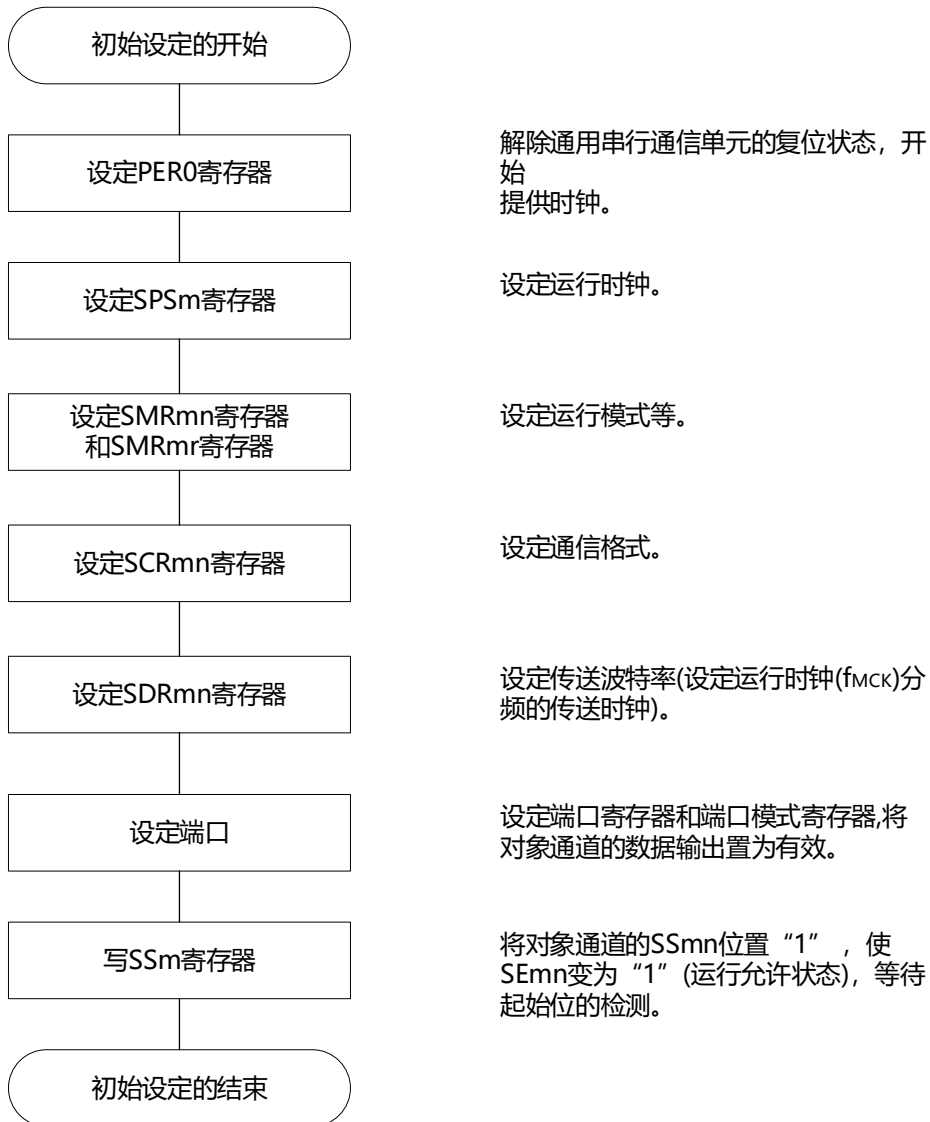 初始设定的开始
设定PER0寄存器
解除通用串行通信单元的复位状态，开
始
提供时钟。
设定SPSm寄存器
设定运行时钟。
设定SMRmn寄存器
和SMRmr寄存器
设定运行模式等。
设定SCRmn寄存器
设定通信格式。
设定SDRmn寄存器
设定传送波特率(设定运行时钟(fMCK)分
频的传送时钟)。
设定端口
设定端口寄存器和端口模式寄存器,将
对象通道的数据输出置为有效。
写SSm寄存器
将对象通道的SSmn位置“1”，使
SEmn变为“1”(运行允许状态)，等待
起始位的检测。
初始设定的结束